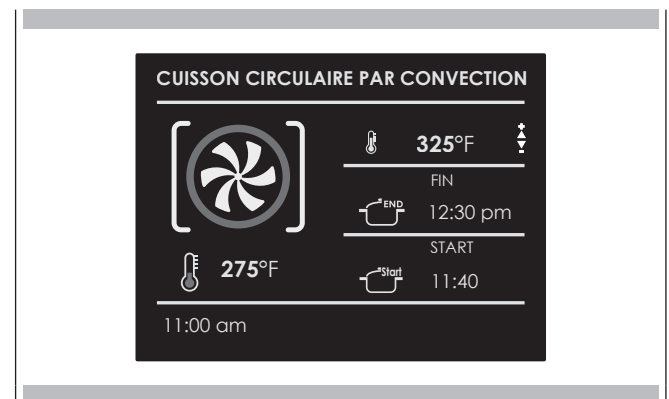 CUISSON CIRCULAIRE PAR CONVECTION
325°F
FIN
END
12:30 pm
275°F
START
Start
11:40
11:00 am